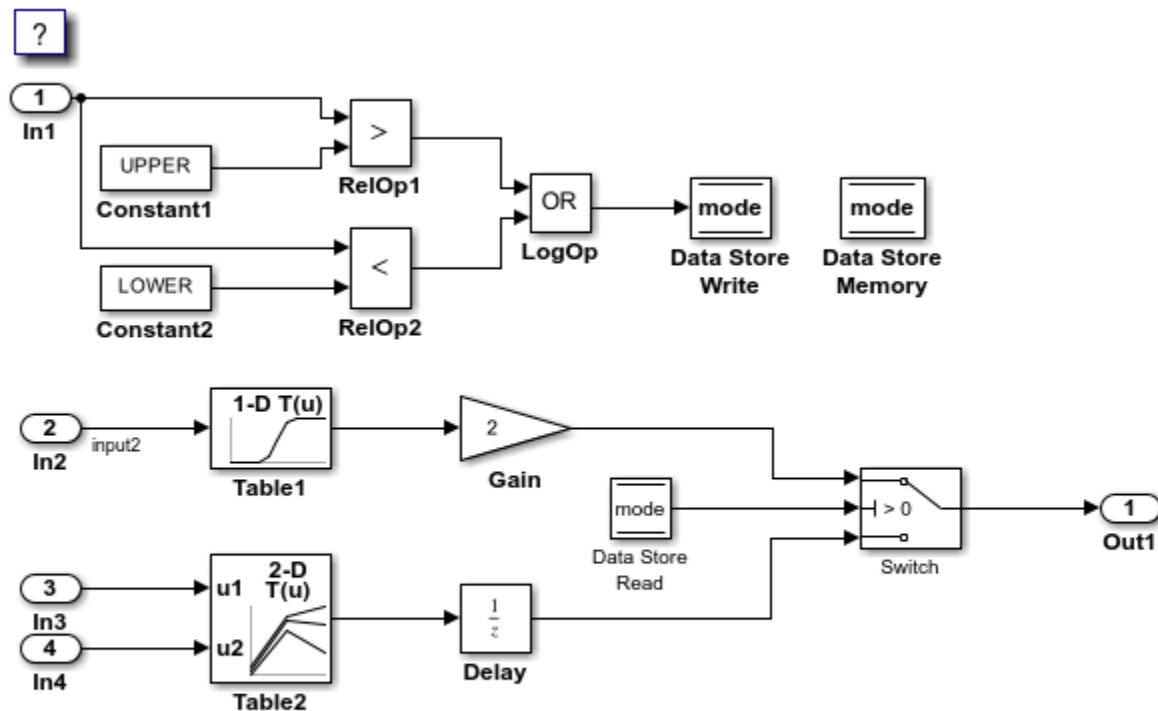 ?
1
In1
UPPER
Constant1
>
RelOp1
LOWER
Constant2
<
RelOp2
OR
LogOp
mode
Data Store
Write
mode
Data Store
Memory
2
In2
input2
1-D T(u)
Table1
2
Gain
mode
Data Store
Read
> 0
Switch
1
Out1
3
In3
4
In4
u1
u2
2-D
T(u)
Table2
1
z
Delay